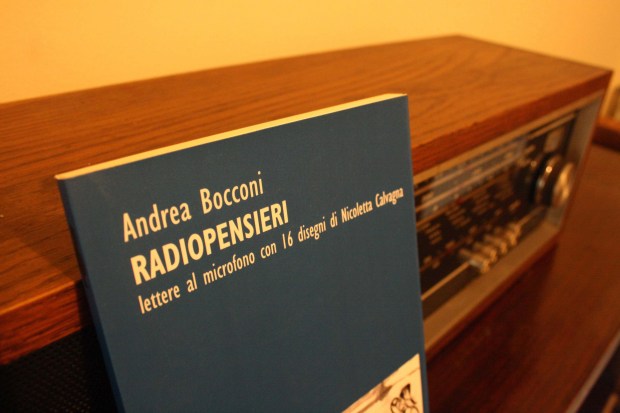 Andrea Bocconi
RADIOPENSIERI
lettere al microfono con 16 disegni di Nicoletta Calvagna